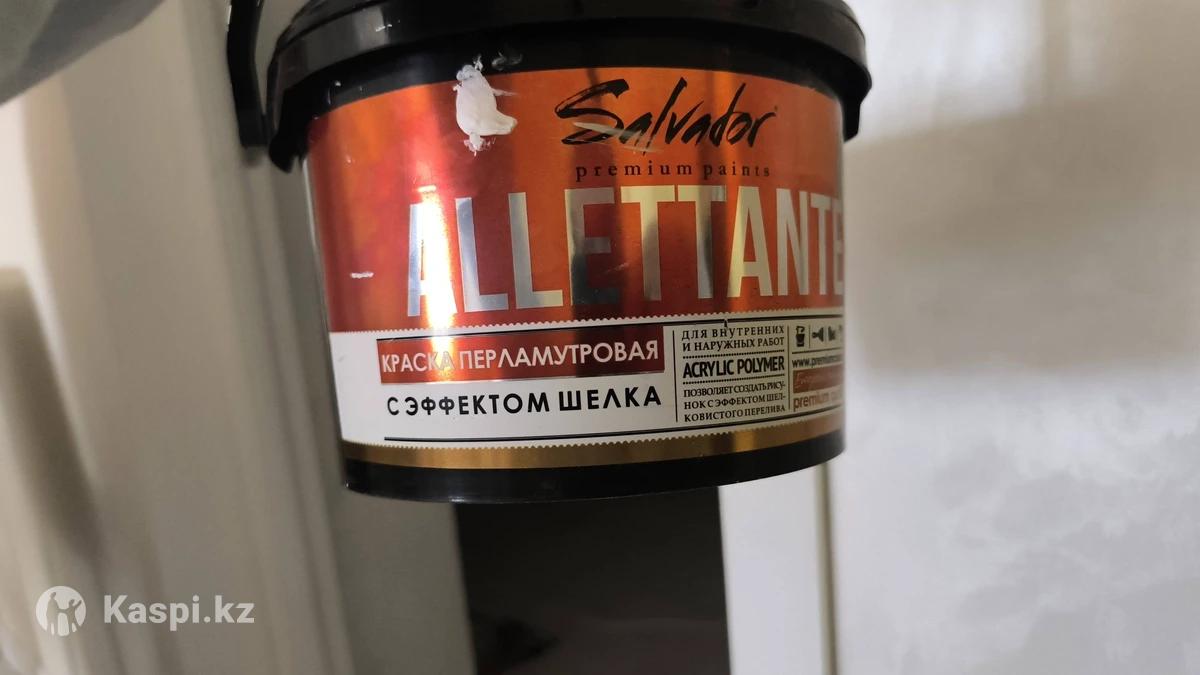 Salvador
premium paints
ALLETTANTE
КРАСКА ПЕРЛАМУТРОВАЯ
С ЭФФЕКТОМ ШЕЛКА
ДЛЯ ВНУТРЕННИХ
И НАРУЖНЫХ РАБОТ
ACRYLIC POLYMER
ПОЗВОЛЯЕТ СОЗДАТЬ РИСУ-
НОК С ЭФФЕКТОМ ШЕЛ-
КОВИСТОГО ПЕРЕЛИВА
premium
Kaspi.kz